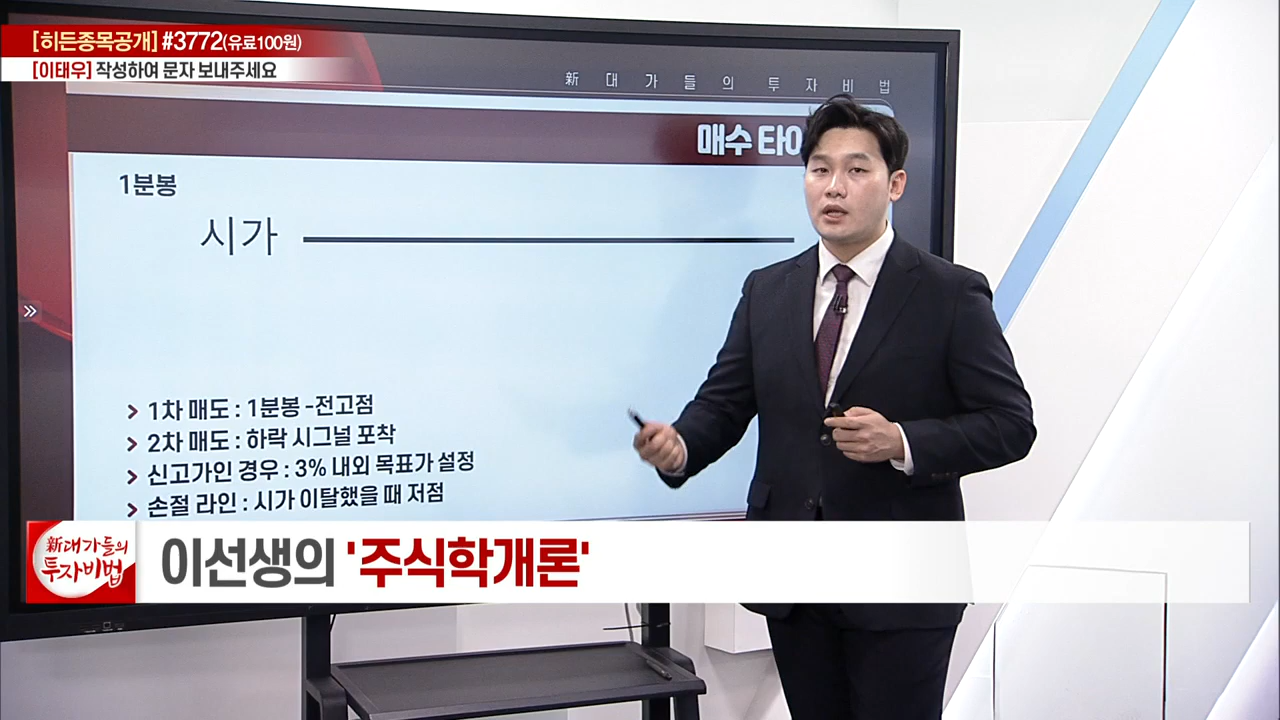 [히든종목공개] #3772(유료100원)
[이태우] 작성하여 문자 보내주세요
新 대가들의 투자비법
매수 타이
1분봉
시가
1차 매도 : 1분봉 -전고점
2차 매도 : 하락 시그널 포착
신고가인 경우 : 3% 내외 목표가 설정
손절 라인 : 시가 이탈했을 때 저점
新대가들의
투자비법
이선생의 '주식학개론'